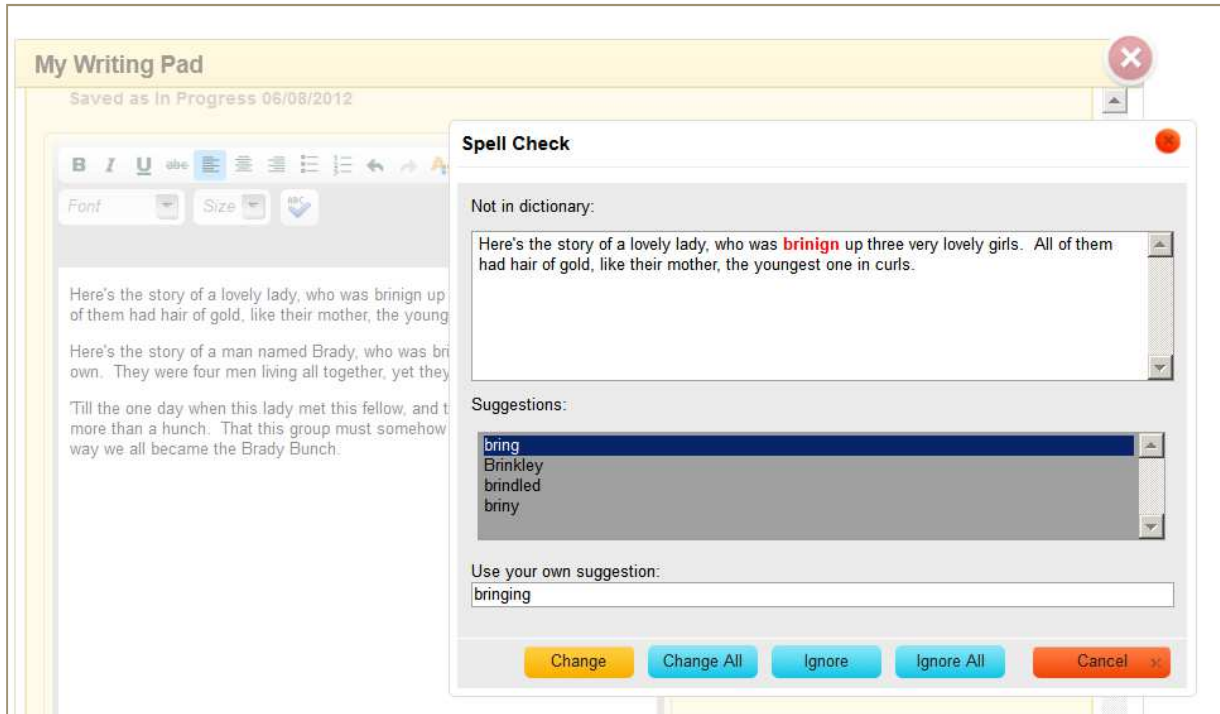 My Writing Pad
Saved as In Progress 06/08/2012
B I U abc
Font Size ABC
Here's the story of a lovely lady, who was brinign up
of them had hair of gold, like their mother, the young
Here's the story of a man named Brady, who was bri
own. They were four men living all together, yet they
'Till the one day when this lady met this fellow, and t
more than a hunch. That this group must somehow
way we all became the Brady Bunch.
Spell Check
Not in dictionary:
Here's the story of a lovely lady, who was brinign up three very lovely girls. All of them
had hair of gold, like their mother, the youngest one in curls.
Suggestions:
bring
Brinkley
brindled
briny
Use your own suggestion:
bringing
Change Change All Ignore Ignore All Cancel